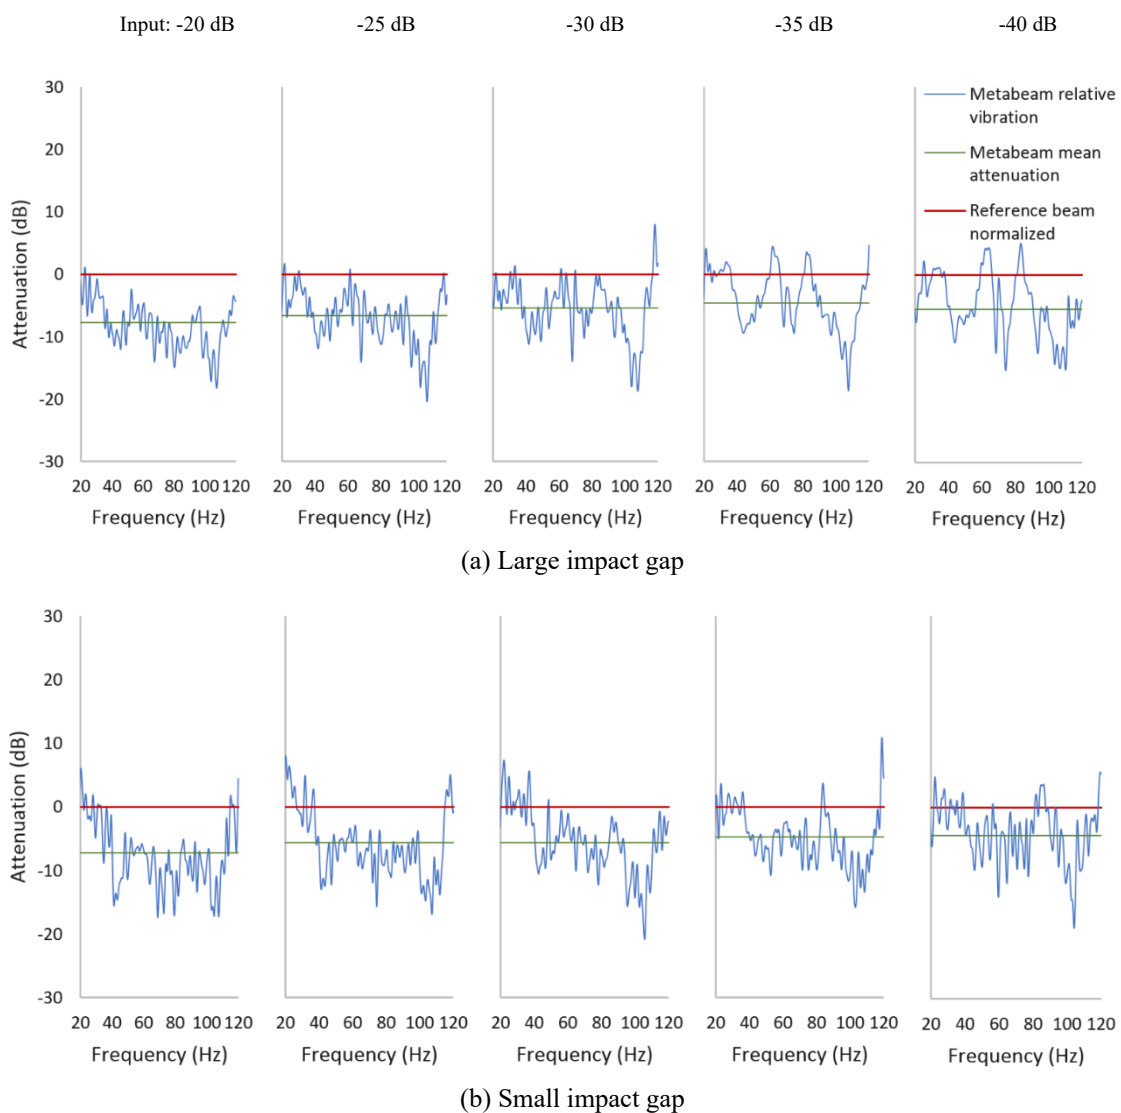 Input: -20 dB -25 dB -30 dB -35 dB -40 dB
30
20
10
0
-10
-20
-30
Attenuation (dB)
Metabeam relative
vibration
Metabeam mean
attenuation
Reference beam
normalized
20 40 60 80 100 120 20 40 60 80 100 120 20 40 60 80 100 120 20 40 60 80 100 120 20 40 60 80 100 120
Frequency (Hz) Frequency (Hz) Frequency (Hz) Frequency (Hz) Frequency (Hz)
(a) Large impact gap
30
20
10
0
-10
-20
-30
Attenuation (dB)
20 40 60 80 100 120 20 40 60 80 100 120 20 40 60 80 100 120 20 40 60 80 100 120 20 40 60 80 100 120
Frequency (Hz) Frequency (Hz) Frequency (Hz) Frequency (Hz) Frequency (Hz)
(b) Small impact gap